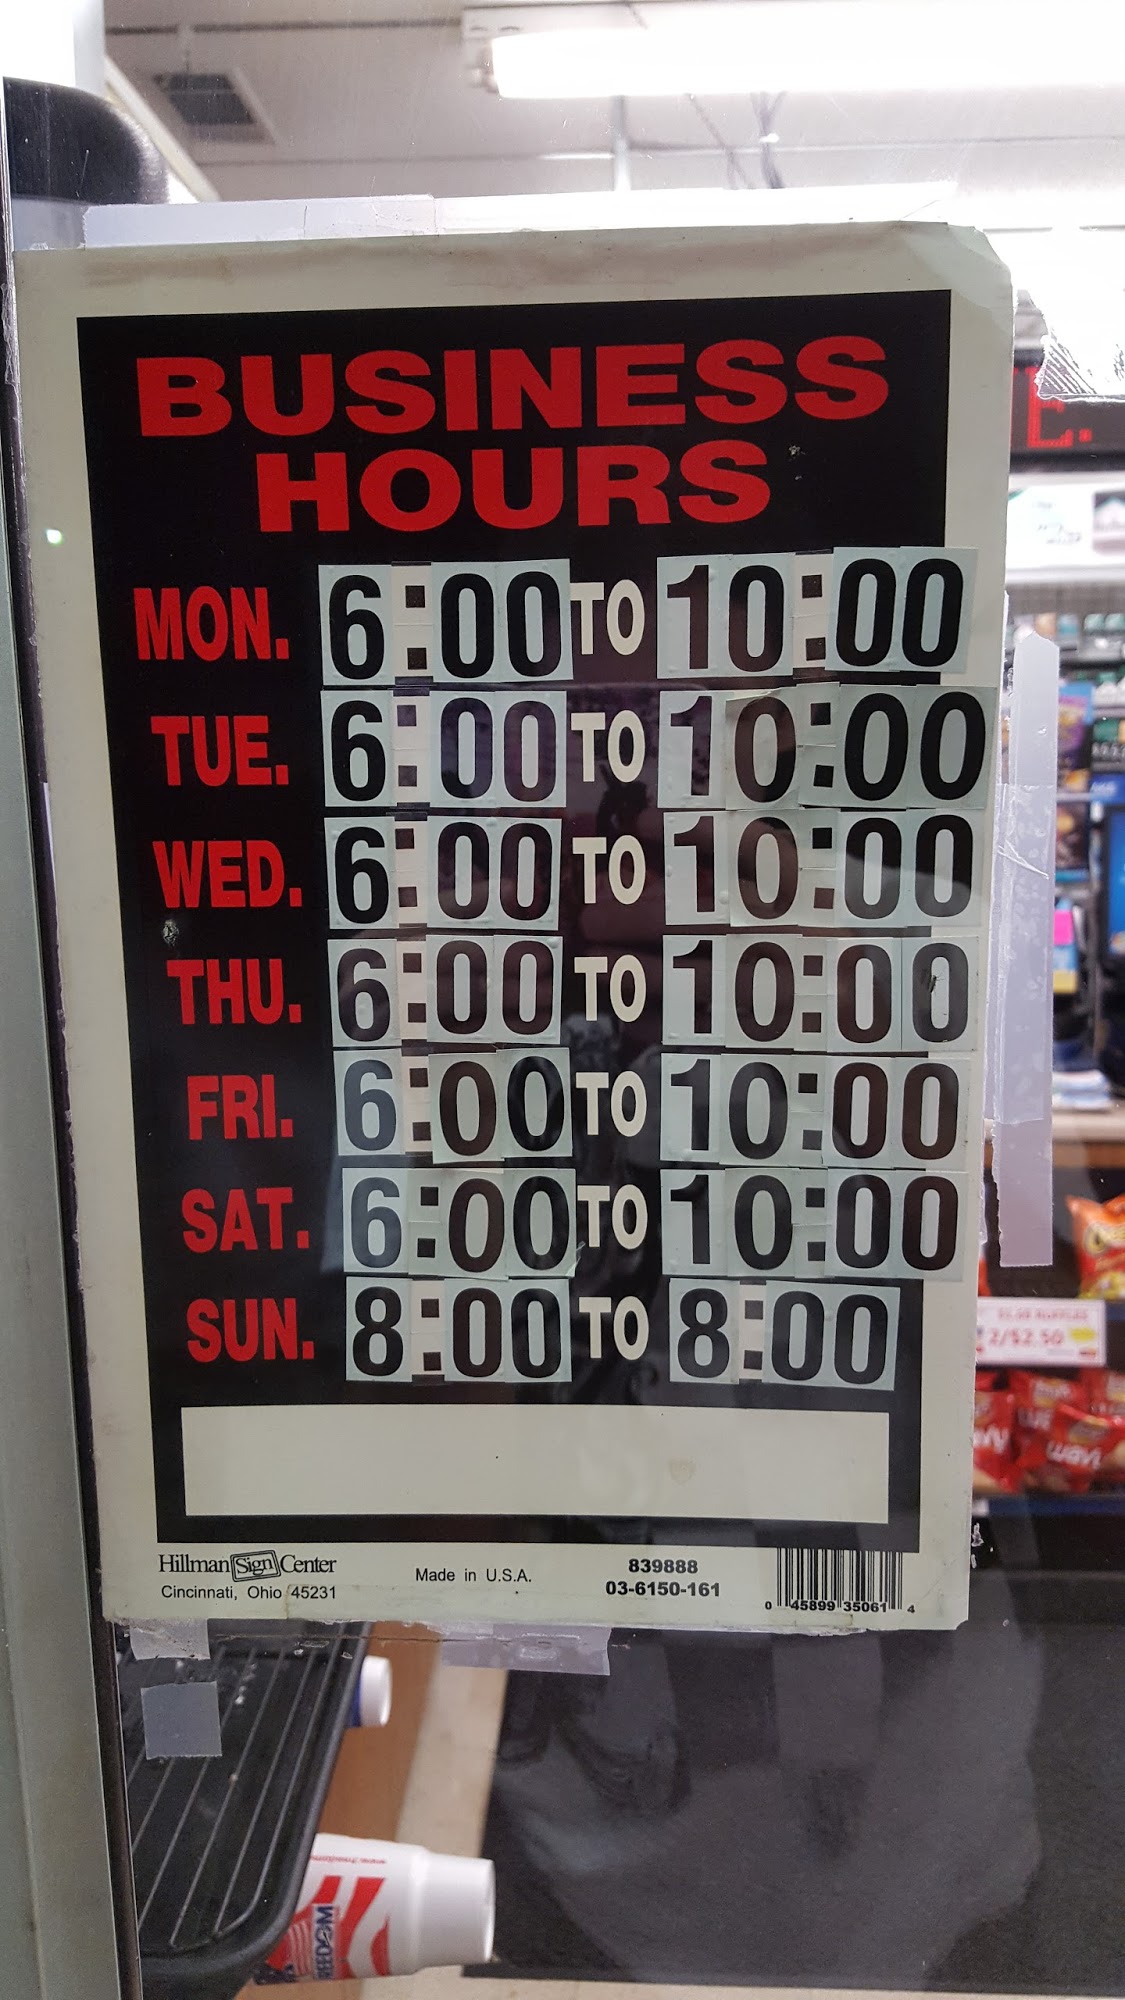 BUSINESS
HOURS
MON. 6:00 TO 10:00
TUE. 6:00 TO 10:00
WED. 6:00 TO 10:00
THU. 6:00 TO 10:00
FRI. 6:00 TO 10:00
SAT. 6:00 TO 10:00
SUN. 8:00 TO 8:00
Hillman Sign Center
Cincinnati, Ohio 45231
Made in U.S.A.
839888
03-6150-161
0 45899 35061 4
E.
2/$2.50